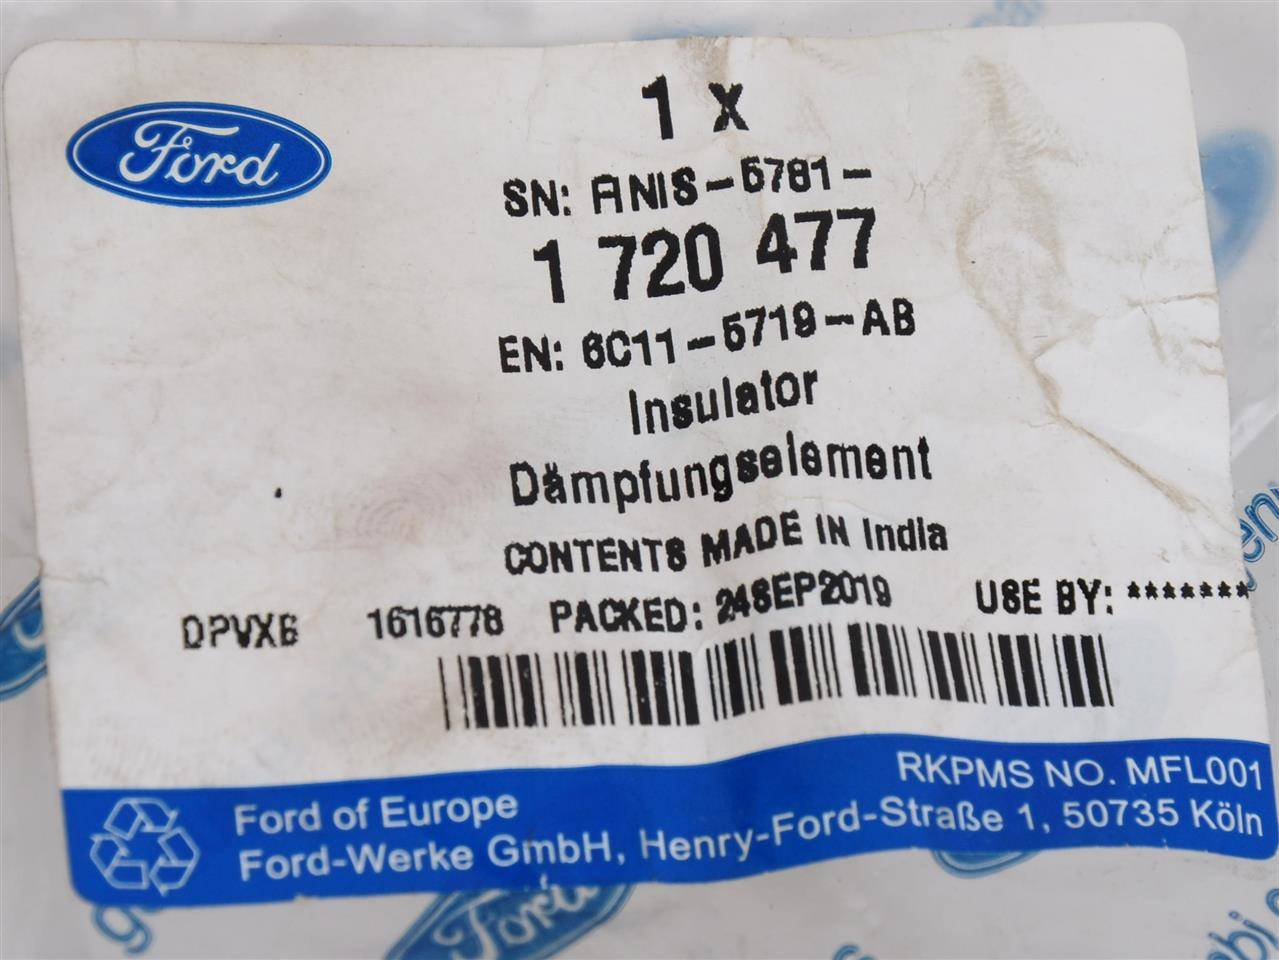 Ford
1 X
SN: ANIS-5781-
1 720 477
EN: 6C11-5719-AB
Insulator
Dämpfungselement
CONTENTS MADE IN India
1616778 PACKED: 24SEP2019 USE BY: *******
RKPMS NO. MFL001
Ford of Europe
Ford-Werke GmbH, Henry-Ford-Straße 1, 50735 Köln
Ford